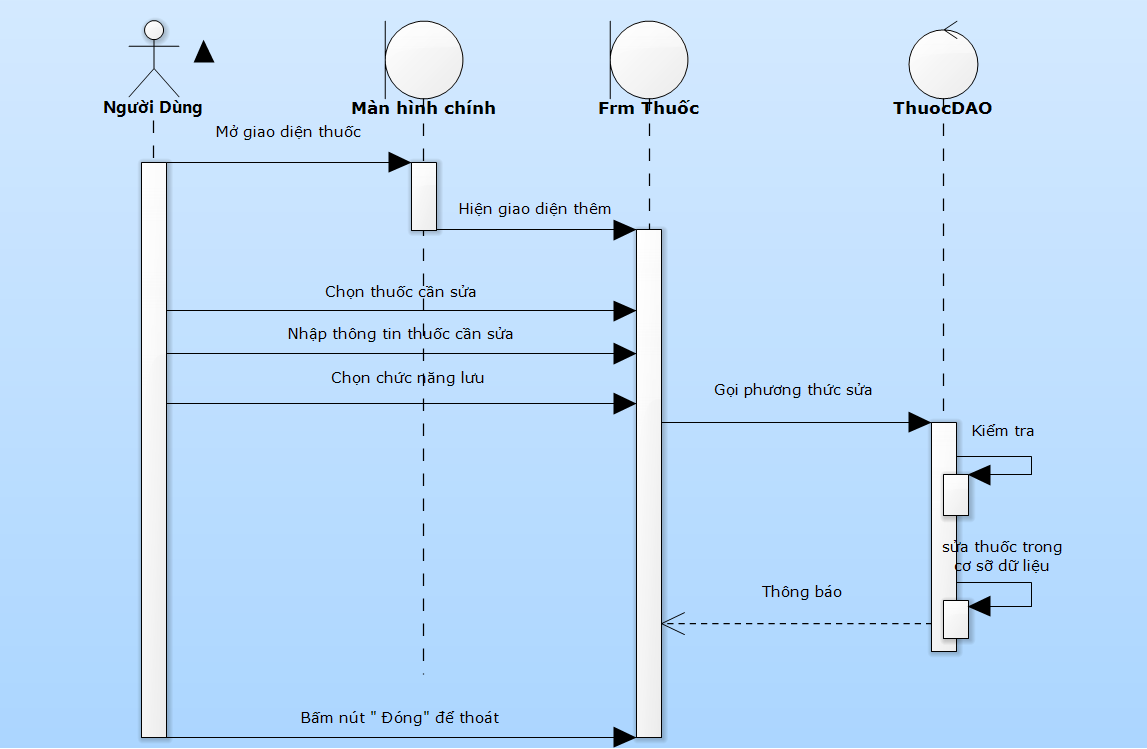 Người Dùng
Màn hình chính
Frm Thuốc
ThuocDAO
Mở giao diện thuốc
Hiện giao diện thêm
Chọn thuốc cần sửa
Nhập thông tin thuốc cần sửa
Chọn chức năng lưu
Gọi phương thức sửa
Kiếm tra
sửa thuốc trong
cơ sỡ dữ liệu
Thông báo
Bấm nút " Đóng" để thoát